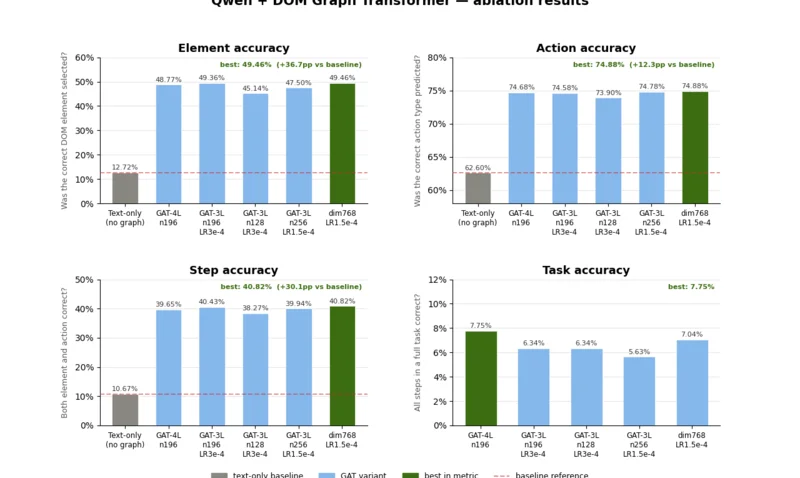 Qwen + DOM Graph Transformer — ablation results
Element accuracy
best: 49.46% (+36.7pp vs baseline)
Was the correct DOM element selected?
60%
50%
40%
30%
20%
10%
0%
12.72%
48.77%
49.36%
45.14%
47.50%
49.46%
Text-only
(no graph)
GAT-4L
n196
GAT-3L
n196
LR3e-4
GAT-3L
n128
LR3e-4
GAT-3L
n256
LR1.5e-4
dim768
LR1.5e-4
Action accuracy
best: 74.88% (+12.3pp vs baseline)
Was the correct action type predicted?
80%
75%
70%
65%
60%
62.60%
74.68%
74.58%
73.90%
74.78%
74.88%
Text-only
(no graph)
GAT-4L
n196
GAT-3L
n196
LR3e-4
GAT-3L
n128
LR3e-4
GAT-3L
n256
LR1.5e-4
dim768
LR1.5e-4
Step accuracy
best: 40.82% (+30.1pp vs baseline)
Both element and action correct?
50%
40%
30%
20%
10%
0%
10.67%
39.65%
40.43%
38.27%
39.94%
40.82%
Text-only
(no graph)
GAT-4L
n196
GAT-3L
n196
LR3e-4
GAT-3L
n128
LR3e-4
GAT-3L
n256
LR1.5e-4
dim768
LR1.5e-4
Task accuracy
best: 7.75%
All steps in a full task correct?
12%
10%
8%
6%
4%
2%
0%
7.75%
6.34%
6.34%
5.63%
7.04%
GAT-4L
n196
GAT-3L
n196
LR3e-4
GAT-3L
n128
LR3e-4
GAT-3L
n256
LR1.5e-4
dim768
LR1.5e-4
text-only baseline
GAT variant
best in metric
baseline reference